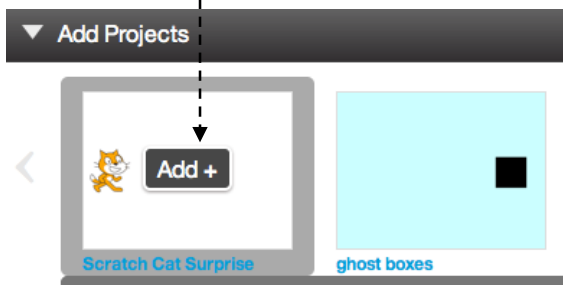 Add Projects
Add +
Scratch Cat Surprise
ghost boxes